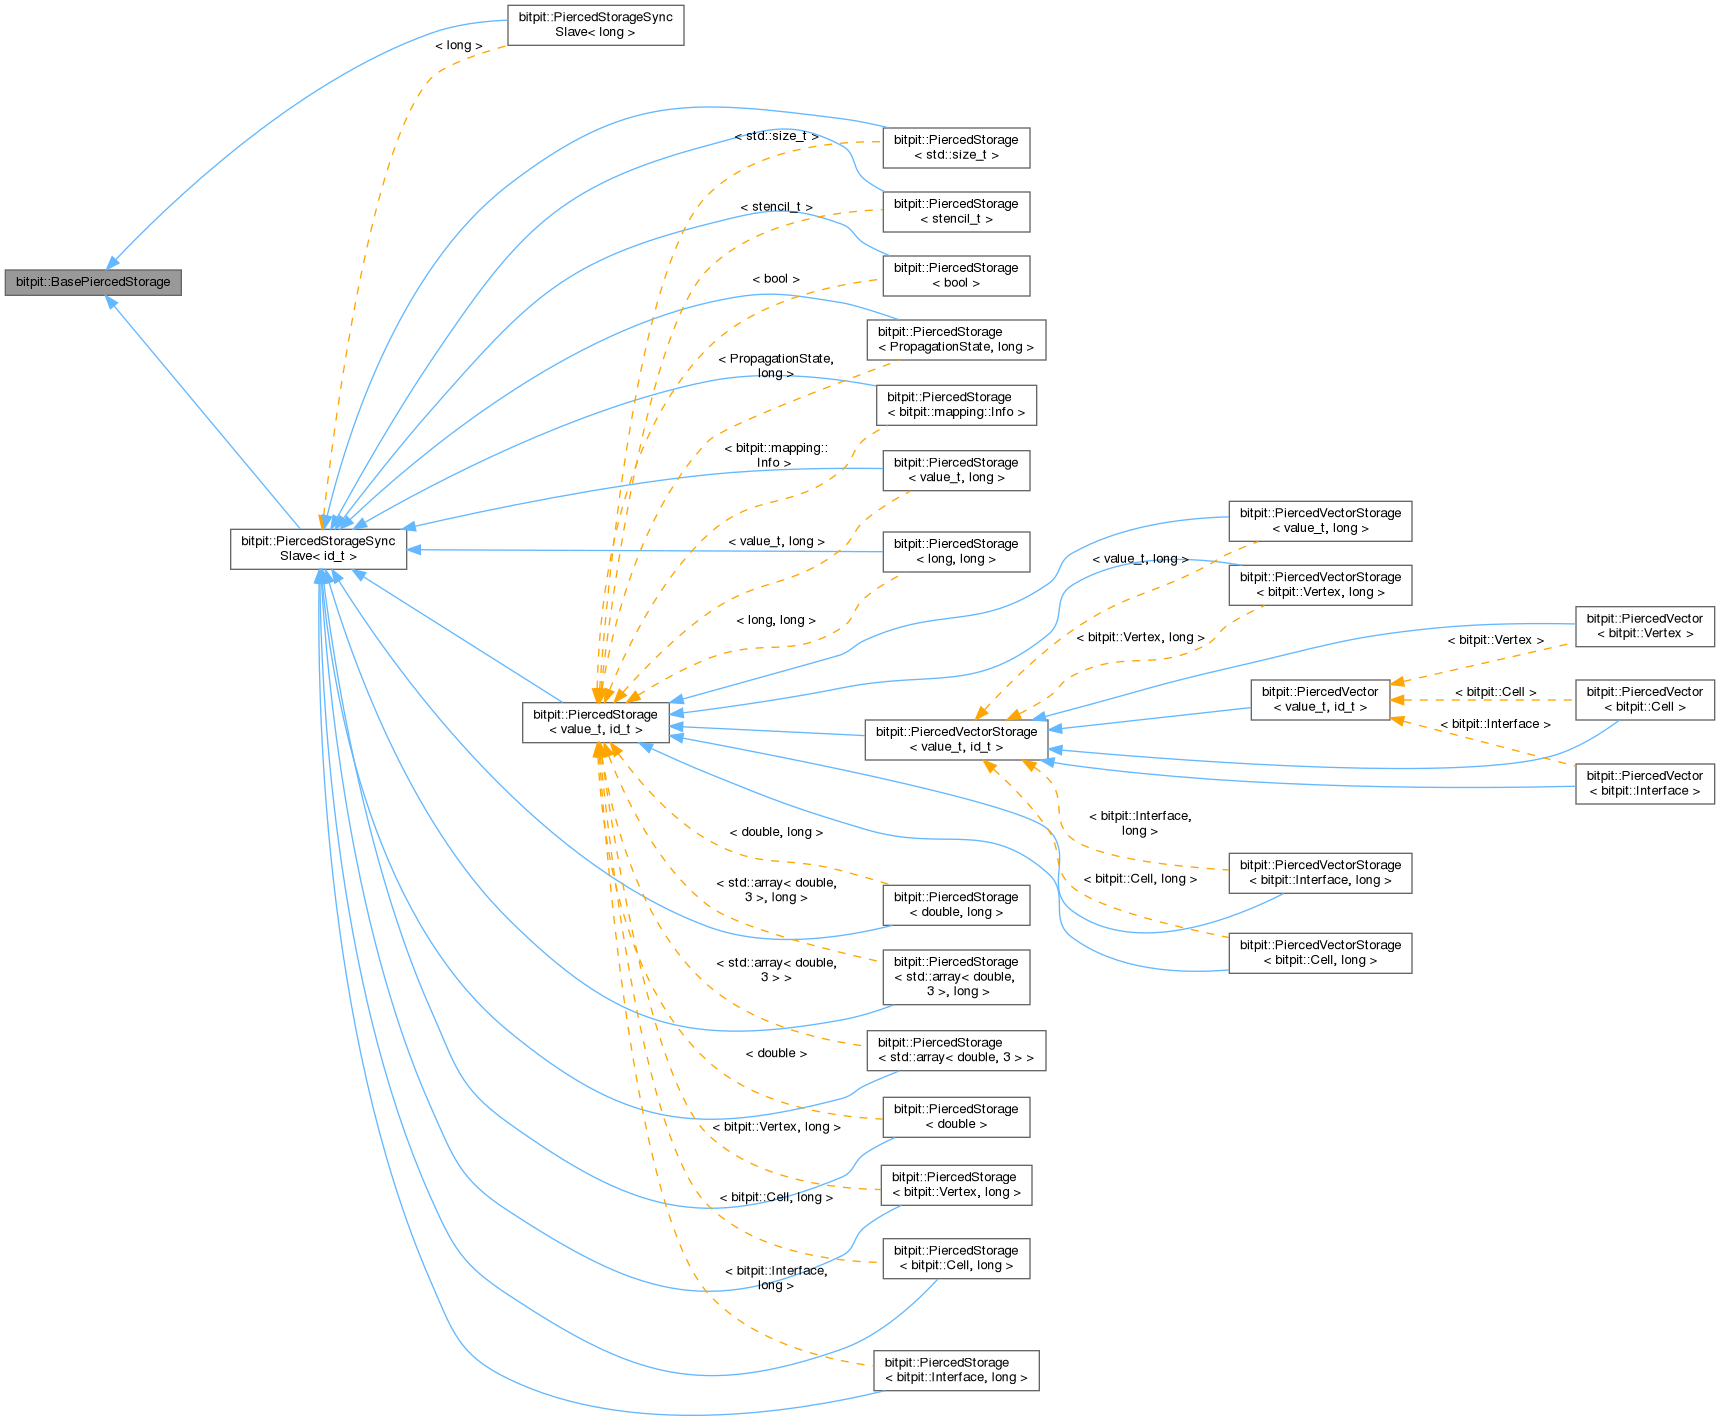 bitpit::PiercedStorageSync
Slave< long >
< long >
bitpit::BasePiercedStorage
bitpit::PiercedStorageSync
Slave< id_t >
< std::size_t >
< stencil_t >
< bool >
< PropagationState,
long >
< bitpit::mapping::
Info >
< value_t, long >
< long, long >
bitpit::PiercedStorage
< value_t, id_t >
< double, long >
< std::array< double,
3 >, long >
< std::array< double,
3 > >
< double >
< bitpit::Vertex, long >
< bitpit::Cell, long >
< bitpit::Interface,
long >
bitpit::PiercedStorage
< std::size_t >
bitpit::PiercedStorage
< stencil_t >
bitpit::PiercedStorage
< bool >
bitpit::PiercedStorage
< PropagationState, long >
bitpit::PiercedStorage
< bitpit::mapping::Info >
bitpit::PiercedStorage
< value_t, long >
bitpit::PiercedStorage
< long, long >
bitpit::PiercedVectorStorage
< value_t, id_t >
bitpit::PiercedStorage
< double, long >
bitpit::PiercedStorage
< std::array< double,
3 >, long >
bitpit::PiercedStorage
< std::array< double, 3 > >
bitpit::PiercedStorage
< double >
bitpit::PiercedStorage
< bitpit::Vertex, long >
bitpit::PiercedStorage
< bitpit::Cell, long >
bitpit::PiercedStorage
< bitpit::Interface, long >
< value_t, long >
< bitpit::Vertex, long >
< bitpit::Interface,
long >
< bitpit::Cell, long >
bitpit::PiercedVectorStorage
< value_t, long >
bitpit::PiercedVectorStorage
< bitpit::Vertex, long >
bitpit::PiercedVector
< value_t, id_t >
bitpit::PiercedVectorStorage
< bitpit::Interface, long >
bitpit::PiercedVectorStorage
< bitpit::Cell, long >
< bitpit::Vertex >
< bitpit::Cell >
< bitpit::Interface >
bitpit::PiercedVector
< bitpit::Vertex >
bitpit::PiercedVector
< bitpit::Cell >
bitpit::PiercedVector
< bitpit::Interface >